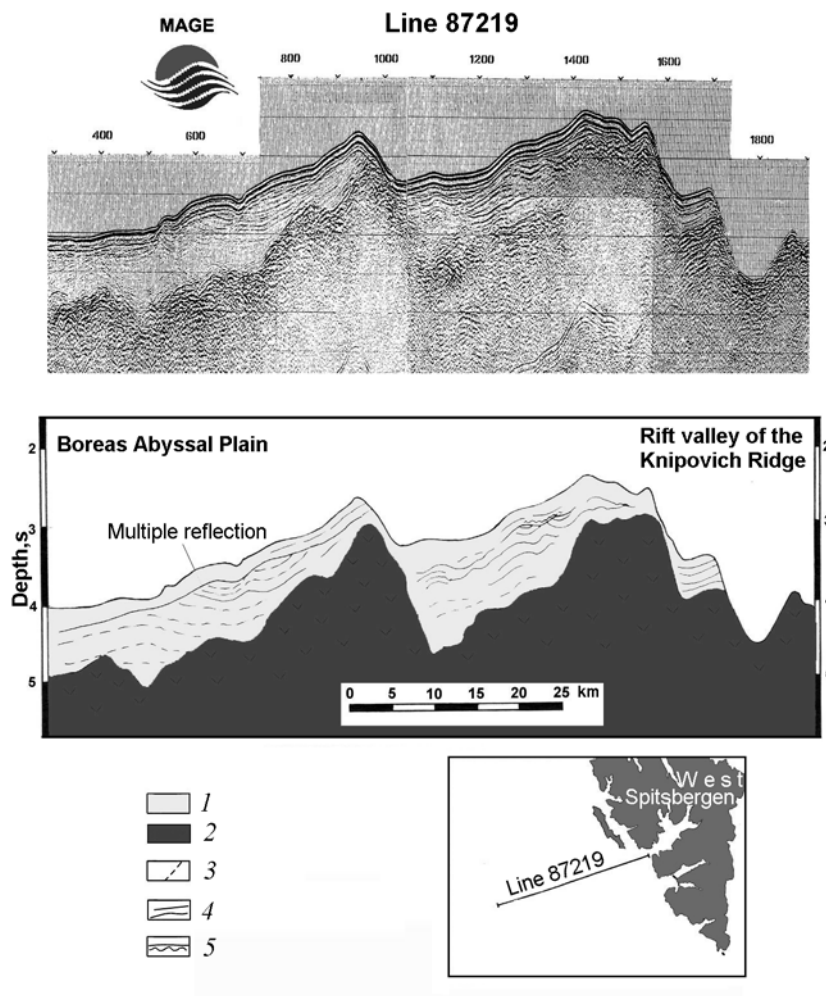 MAGE
Line 87219
800 1000 1200 1400 1600
400 600 1800
Boreas Abyssal Plain
Rift valley of the
Knipovich Ridge
2
3
4
5
2
Depth,s
Multiple reflection
0 5 10 15 20 25 km
1
2
3
4
5
West
Spitsbergen
Line 87219